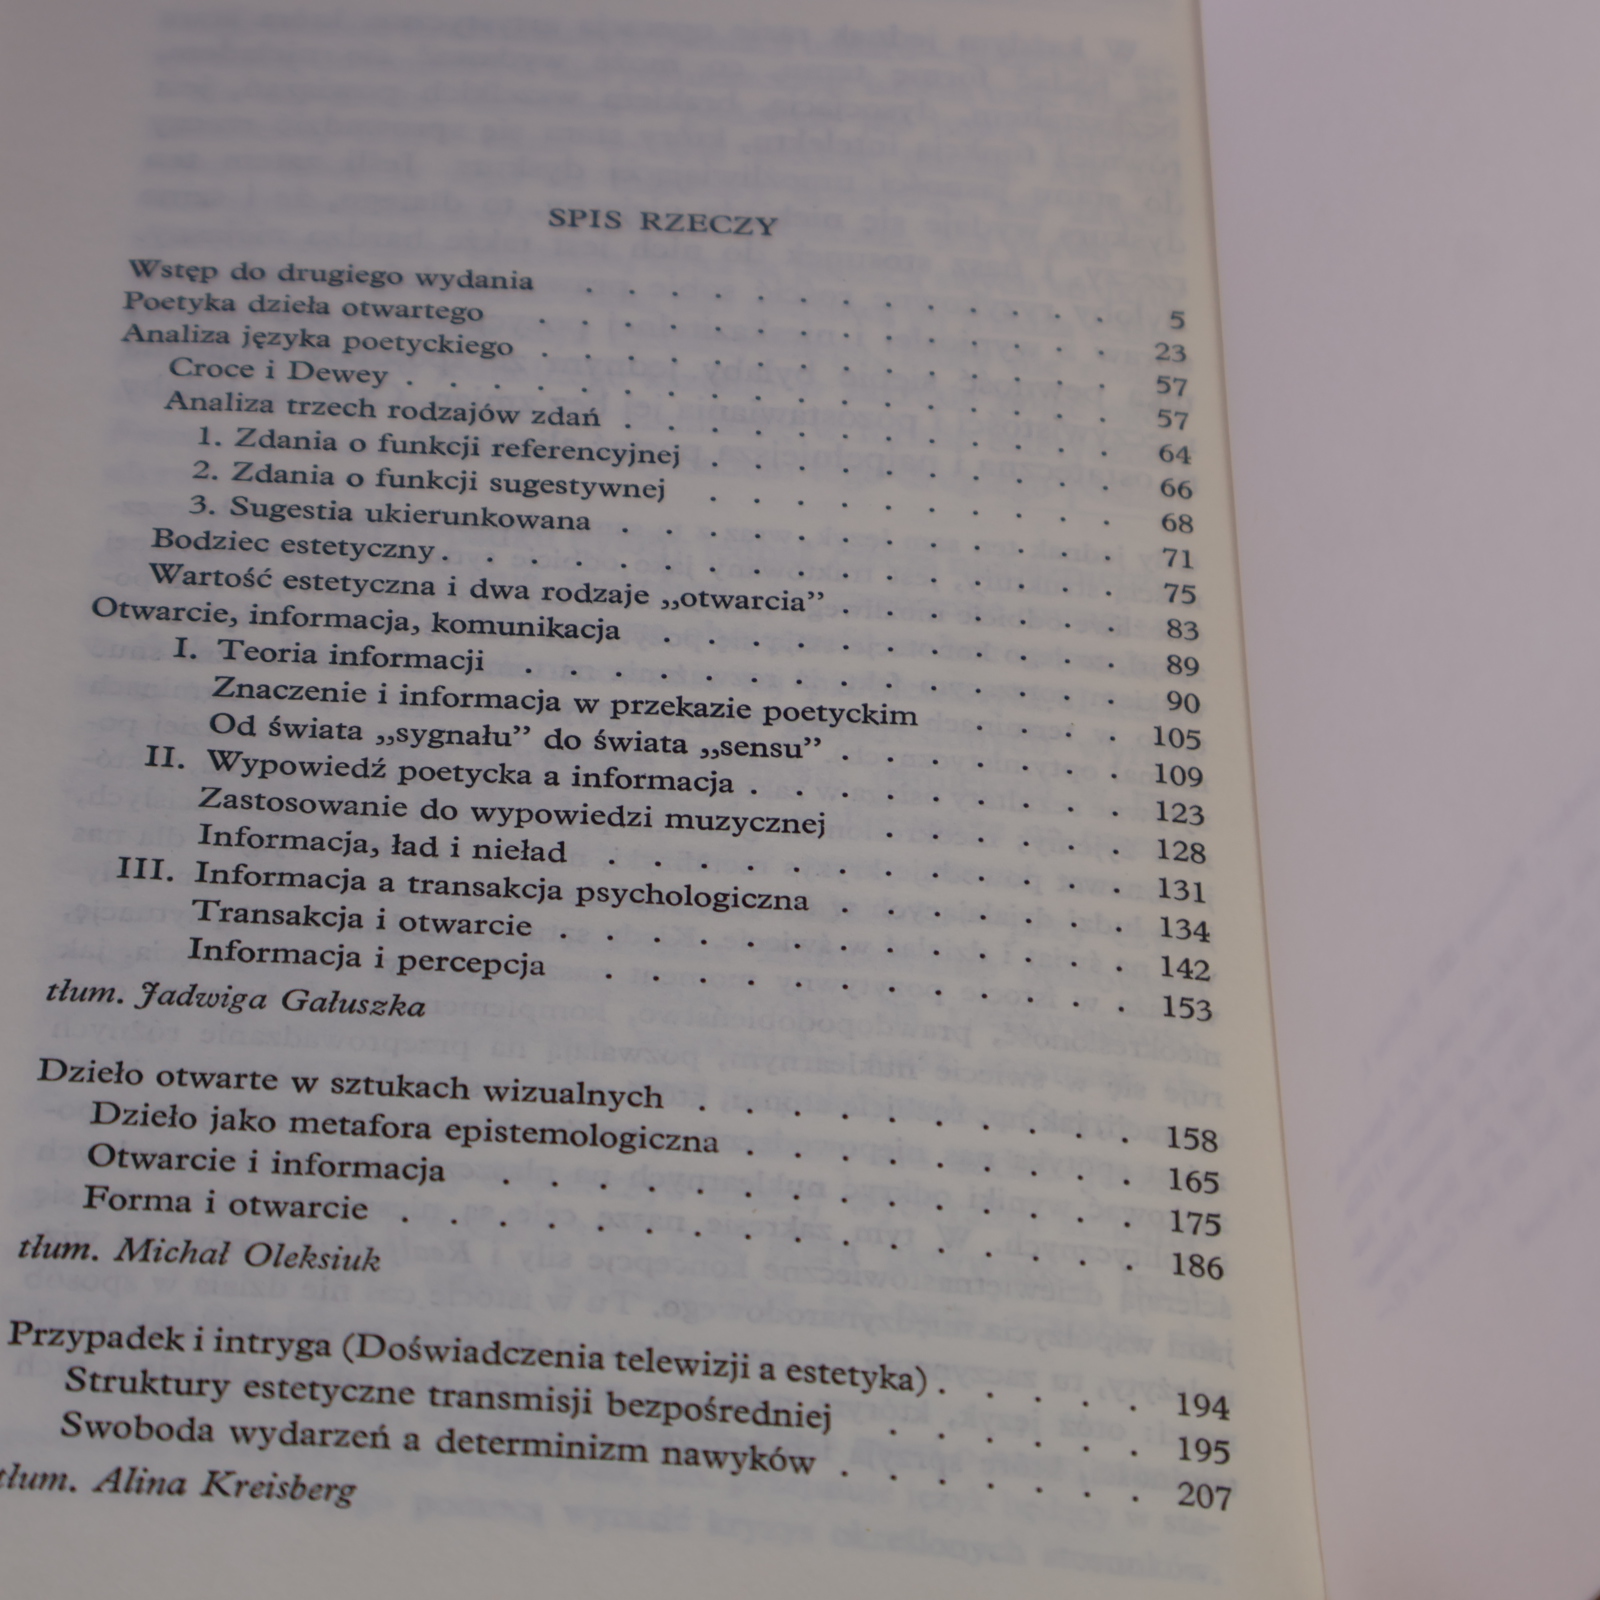 SPIS RZECZY
Wstęp do drugiego wydania . . . . . . . . . . . . . 5
Poetyka dzieła otwartego . . . . . . . . . . . . . . 23
Analiza języka poetyckiego . . . . . . . . . . . . . . 57
Croce i Dewey . . . . . . . . . . . . . . . . . 57
Analiza trzech rodzajów zdań . . . . . . . . . . . . 64
1. Zdania o funkcji referencyjnej . . . . . . . . . . 66
2. Zdania o funkcji sugestywnej . . . . . . . . . . 68
3. Sugestia ukierunkowana . . . . . . . . . . . . 71
Bodziec estetyczny . . . . . . . . . . . . . . . . 75
Wartość estetyczna i dwa rodzaje „otwarcia” . . . . . . . 83
Otwarcie, informacja, komunikacja . . . . . . . . . . . 89
I. Teoria informacji . . . . . . . . . . . . . . 90
Znaczenie i informacja w przekazie poetyckim . . . . 105
Od świata „sygnału” do świata „sensu” . . . . . . . 109
II. Wypowiedź poetycka a informacja . . . . . . . . . 123
Zastosowanie do wypowiedzi muzycznej . . . . . . 128
Informacja, ład i nieład . . . . . . . . . . . . 131
III. Informacja a transakcja psychologiczna . . . . . . . 134
Transakcja i otwarcie . . . . . . . . . . . . . 142
Informacja i percepcja . . . . . . . . . . . . 153
tłum. Jadwiga Gałuszka
Dzieło otwarte w sztukach wizualnych . . . . . . . . . . 158
Dzieło jako metafora epistemologiczna . . . . . . . . . 165
Otwarcie i informacja . . . . . . . . . . . . . . 175
Forma i otwarcie . . . . . . . . . . . . . . . . 186
tłum. Michał Oleksiuk
Przypadek i intryga (Doświadczenia telewizji a estetyka) . . . . . 194
Struktury estetyczne transmisji bezpośredniej . . . . . . 195
Swoboda wydarzeń a determinizm nawyków . . . . . . . 207
tłum. Alina Kreisberg